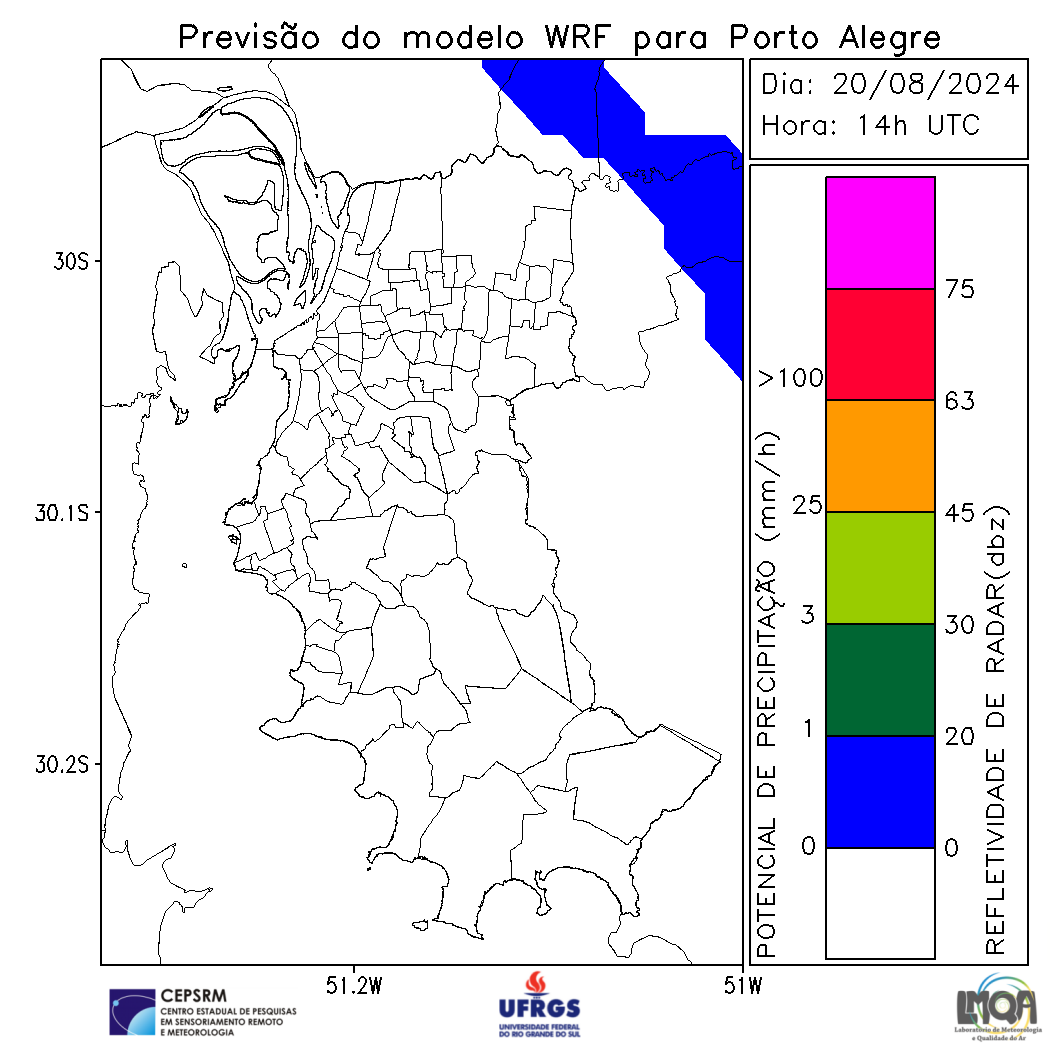 Previsão do modelo WRF para Porto Alegre
Dia: 20/08/2024
Hora: 14h UTC
30S
30.1S
30.2S
51.2W
51W
POTENCIAL DE PRECIPITAÇÃO (mm/h)
>100
25
3
1
0
75
63
45
30
20
0
REFLETIVIDADE DE RADAR(dbz)
CEPSRM
CENTRO ESTADUAL DE PESQUISAS
EM SENSORIAMENTO REMOTO
E METEOROLOGIA
UFRGS
UNIVERSIDADE FEDERAL
DO RIO GRANDE DO SUL
LMQA
Laboratório de Meteorologia
e Qualidade do Ar